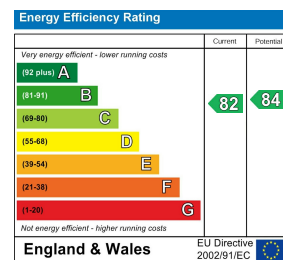 Energy Efficiency Rating
Current Potential
Very energy efficient - lower running costs
(92 plus) A
(81-91) B
82 84
(69-80) C
(55-68) D
(39-54) E
(21-38) F
(1-20) G
Not energy efficient - higher running costs
England & Wales
EU Directive
2002/91/EC